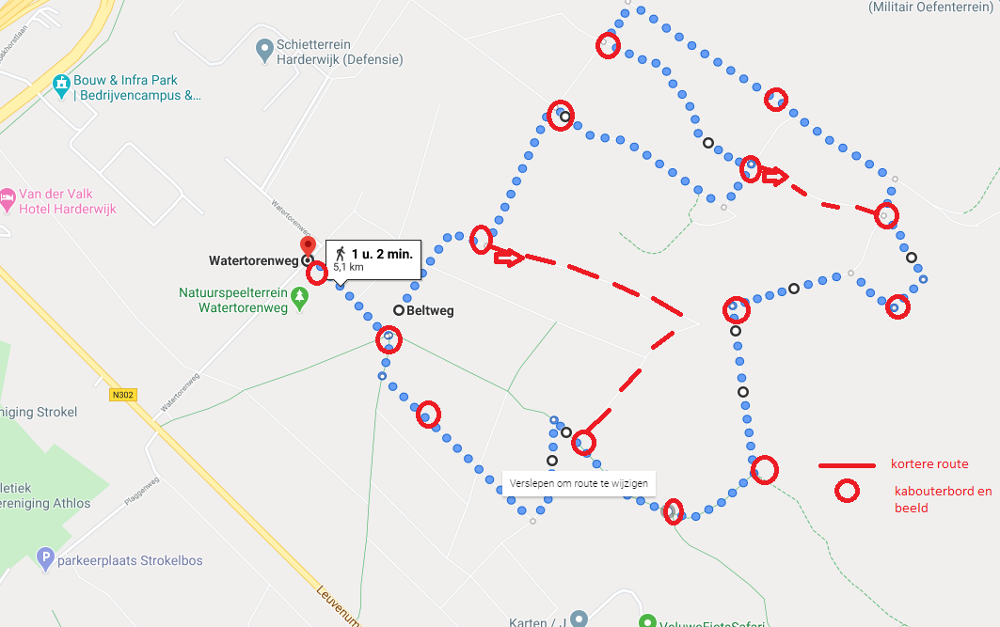 (Militair Oefenterrein)
Schietterrein
Harderwijk (Defensie)
Bouw & Infra Park
| Bedrijvencampus &...
Van der Valk
Hotel Harderwijk
Watertorenweg
Watertorenweg
1 u. 2 min.
5,1 km
Natuurspeelterrein
Watertorenweg
Beltweg
N302
Watertorenweg
niging Strokel
kortere route
kabouterbord en
beeld
Verslepen om route te wijzigen
Plaggenweg
letiek
ereniging Athlos
P
parkeerplaats Strokelbos
Leuvenum
Karten / J
VeluweFietsSafari